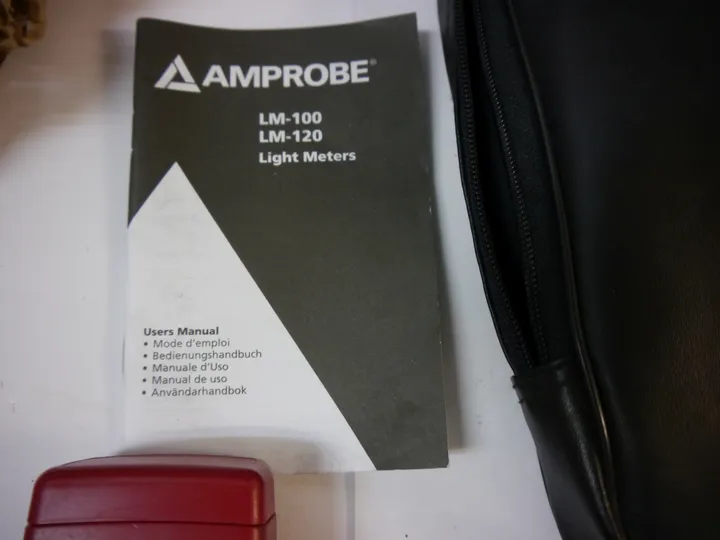 AMPROBE®
LM-100
LM-120
Light Meters
Users Manual
• Mode d'emploi
• Bedienungshandbuch
• Manuale d'Uso
• Manual de uso
• Användarhandbok